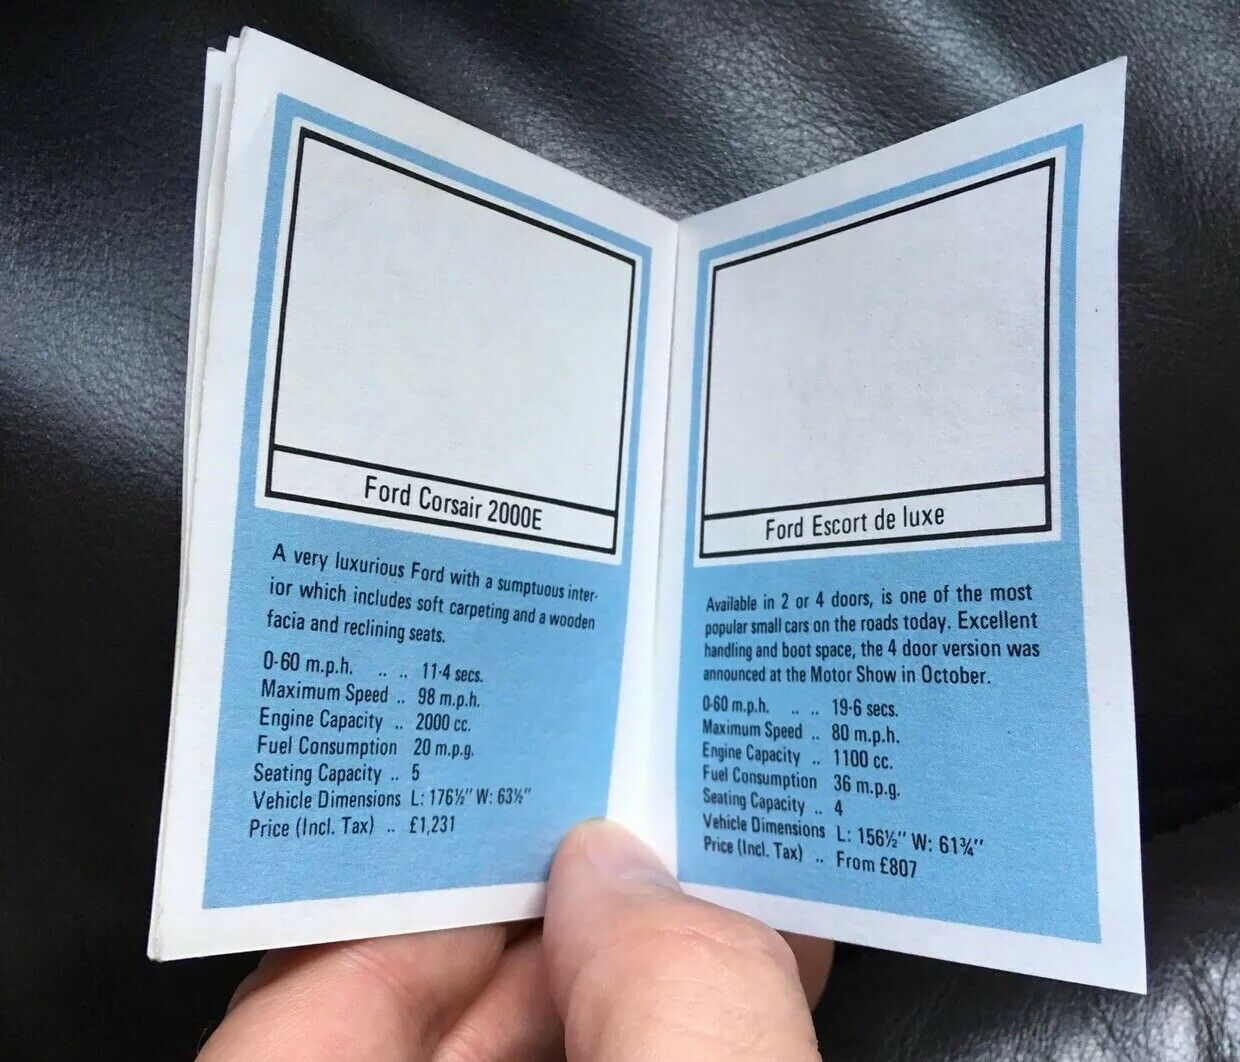 Ford Corsair 2000E
A very luxurious Ford with a sumptuous inter-
ior which includes soft carpeting and a wooden
facia and reclining seats.
0-60 m.p.h. .. .. 11·4 secs.
Maximum Speed .. 98 m.p.h.
Engine Capacity .. 2000 cc.
Fuel Consumption 20 m.p.g.
Seating Capacity .. 5
Vehicle Dimensions L: 176½" W: 63½"
Price (Incl. Tax) .. £1,231
Ford Escort de luxe
Available in 2 or 4 doors, is one of the most
popular small cars on the roads today. Excellent
handling and boot space, the 4 door version was
announced at the Motor Show in October.
0-60 m.p.h. .. .. 19·6 secs.
Maximum Speed .. 80 m.p.h.
Engine Capacity .. 1100 cc.
Fuel Consumption 36 m.p.g.
Seating Capacity .. 4
Vehicle Dimensions L: 156½" W: 61¾"
Price (Incl. Tax) .. From £807